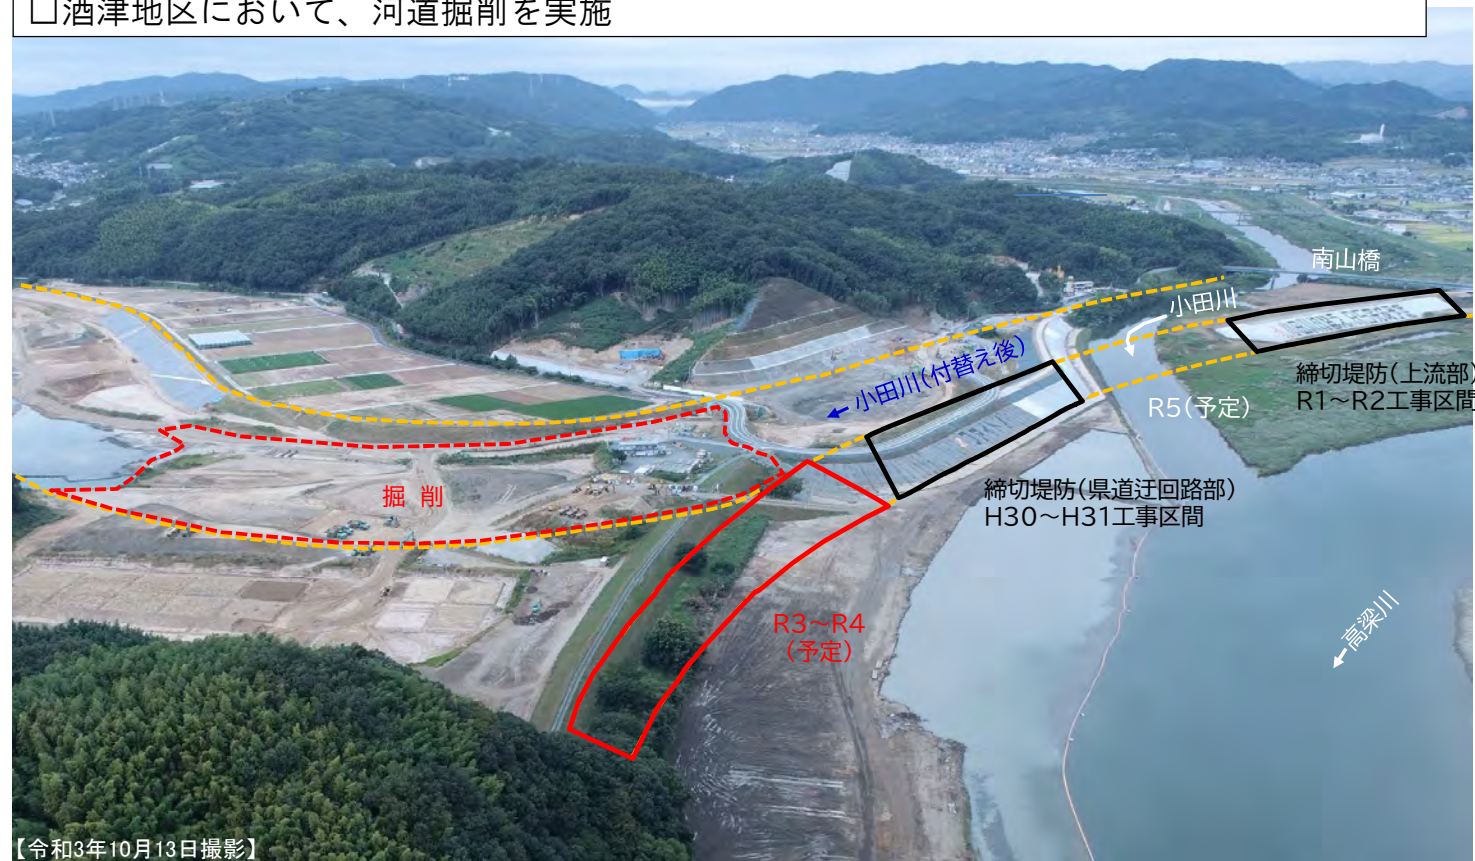 □酒津地区において、河道掘削を実施
南山橋
小田川
小田川(付替え後)
締切堤防(上流部)
R1～R2工事区間
R5(予定)
掘 削
締切堤防(県道迂回路部)
H30～H31工事区間
R3～R4
(予定)
高梁川
【令和3年10月13日撮影】